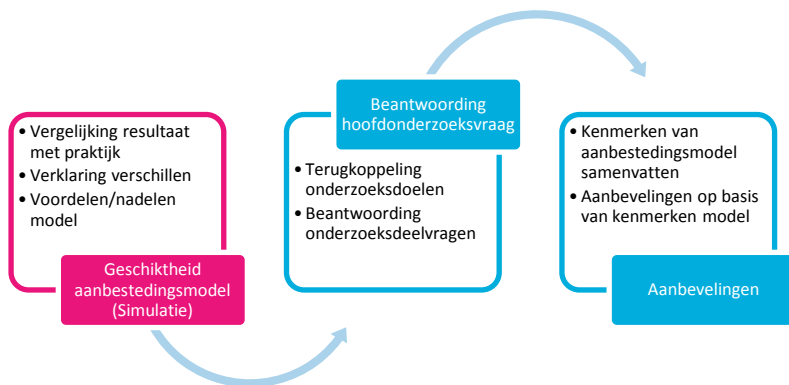 • Vergelijking resultaat
met praktijk
• Verklaring verschillen
• Voordelen/nadelen
model
Geschiktheid
aanbestedingsmodel
(Simulatie)
Beantwoording
hoofdonderzoeksvraag
• Terugkoppeling
onderzoeksdoelen
• Beantwoording
onderzoeksdeelvragen
• Kenmerken van
aanbestedingsmodel
samenvatten
• Aanbevelingen op basis
van kenmerken model
Aanbevelingen